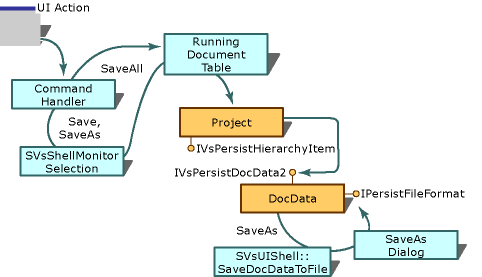 UI Action
Running
Document
Table
SaveAll
Command
Handler
Save,
SaveAs
Project
SVsShellMonitor
Selection
IVsPersistHierarchyItem
IVsPersistDocData2
DocData
IPersistFileFormat
SaveAs
SaveAs
Dialog
SVsUIShell::
SaveDocDataToFile